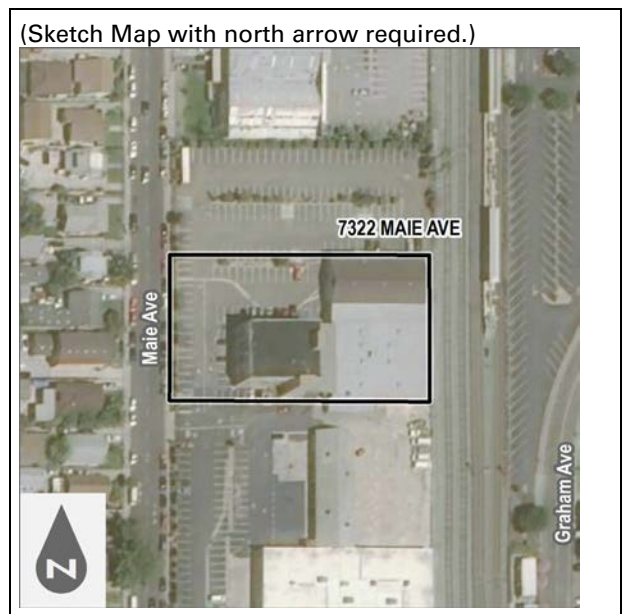 (Sketch Map with north arrow required.)
7322 MAIE AVE
Maie Ave
Graham Ave
N